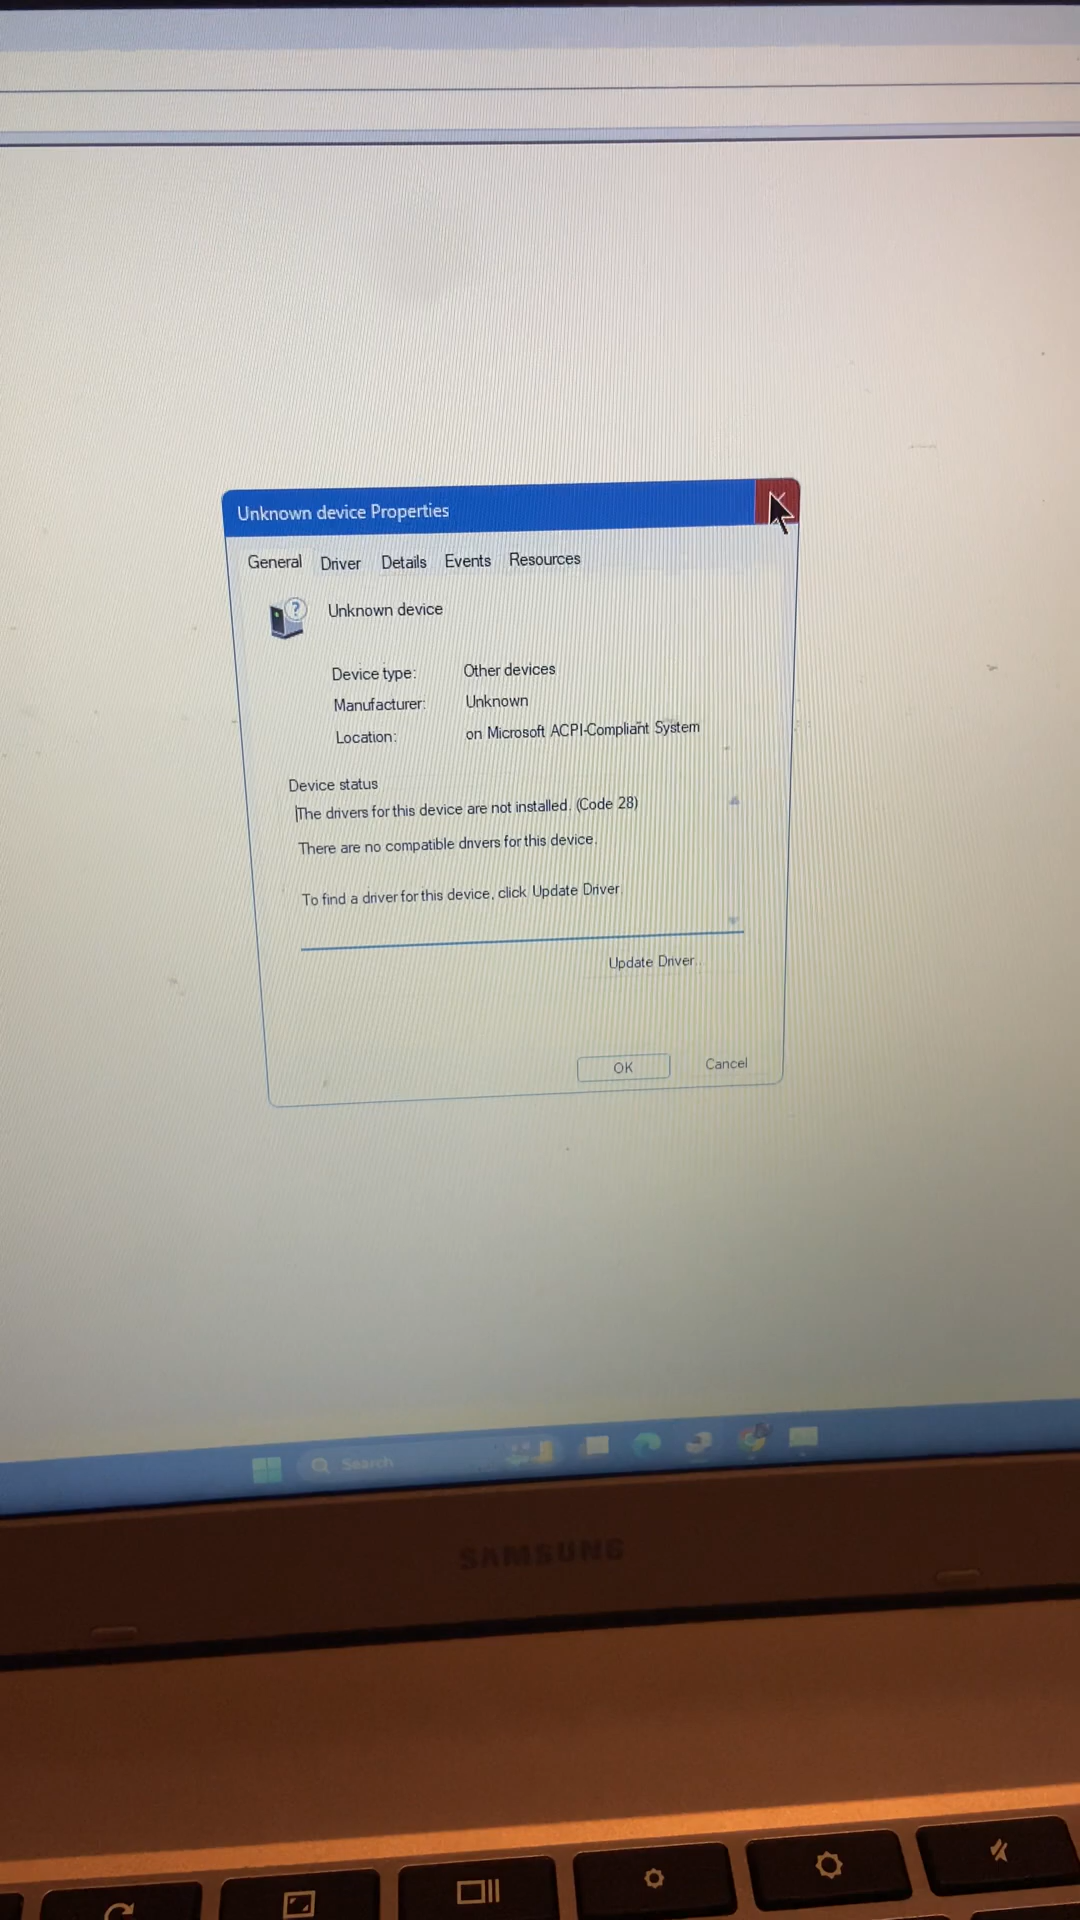 Unknown device Properties
General Driver Details Events Resources
Unknown device
Device type: Other devices
Manufacturer: Unknown
Location: on Microsoft ACPI-Compliant System
Device status
The drivers for this device are not installed. (Code 28)
There are no compatible drivers for this device.
To find a driver for this device, click Update Driver.
Update Driver...
OK Cancel
Search
SAMSUNG